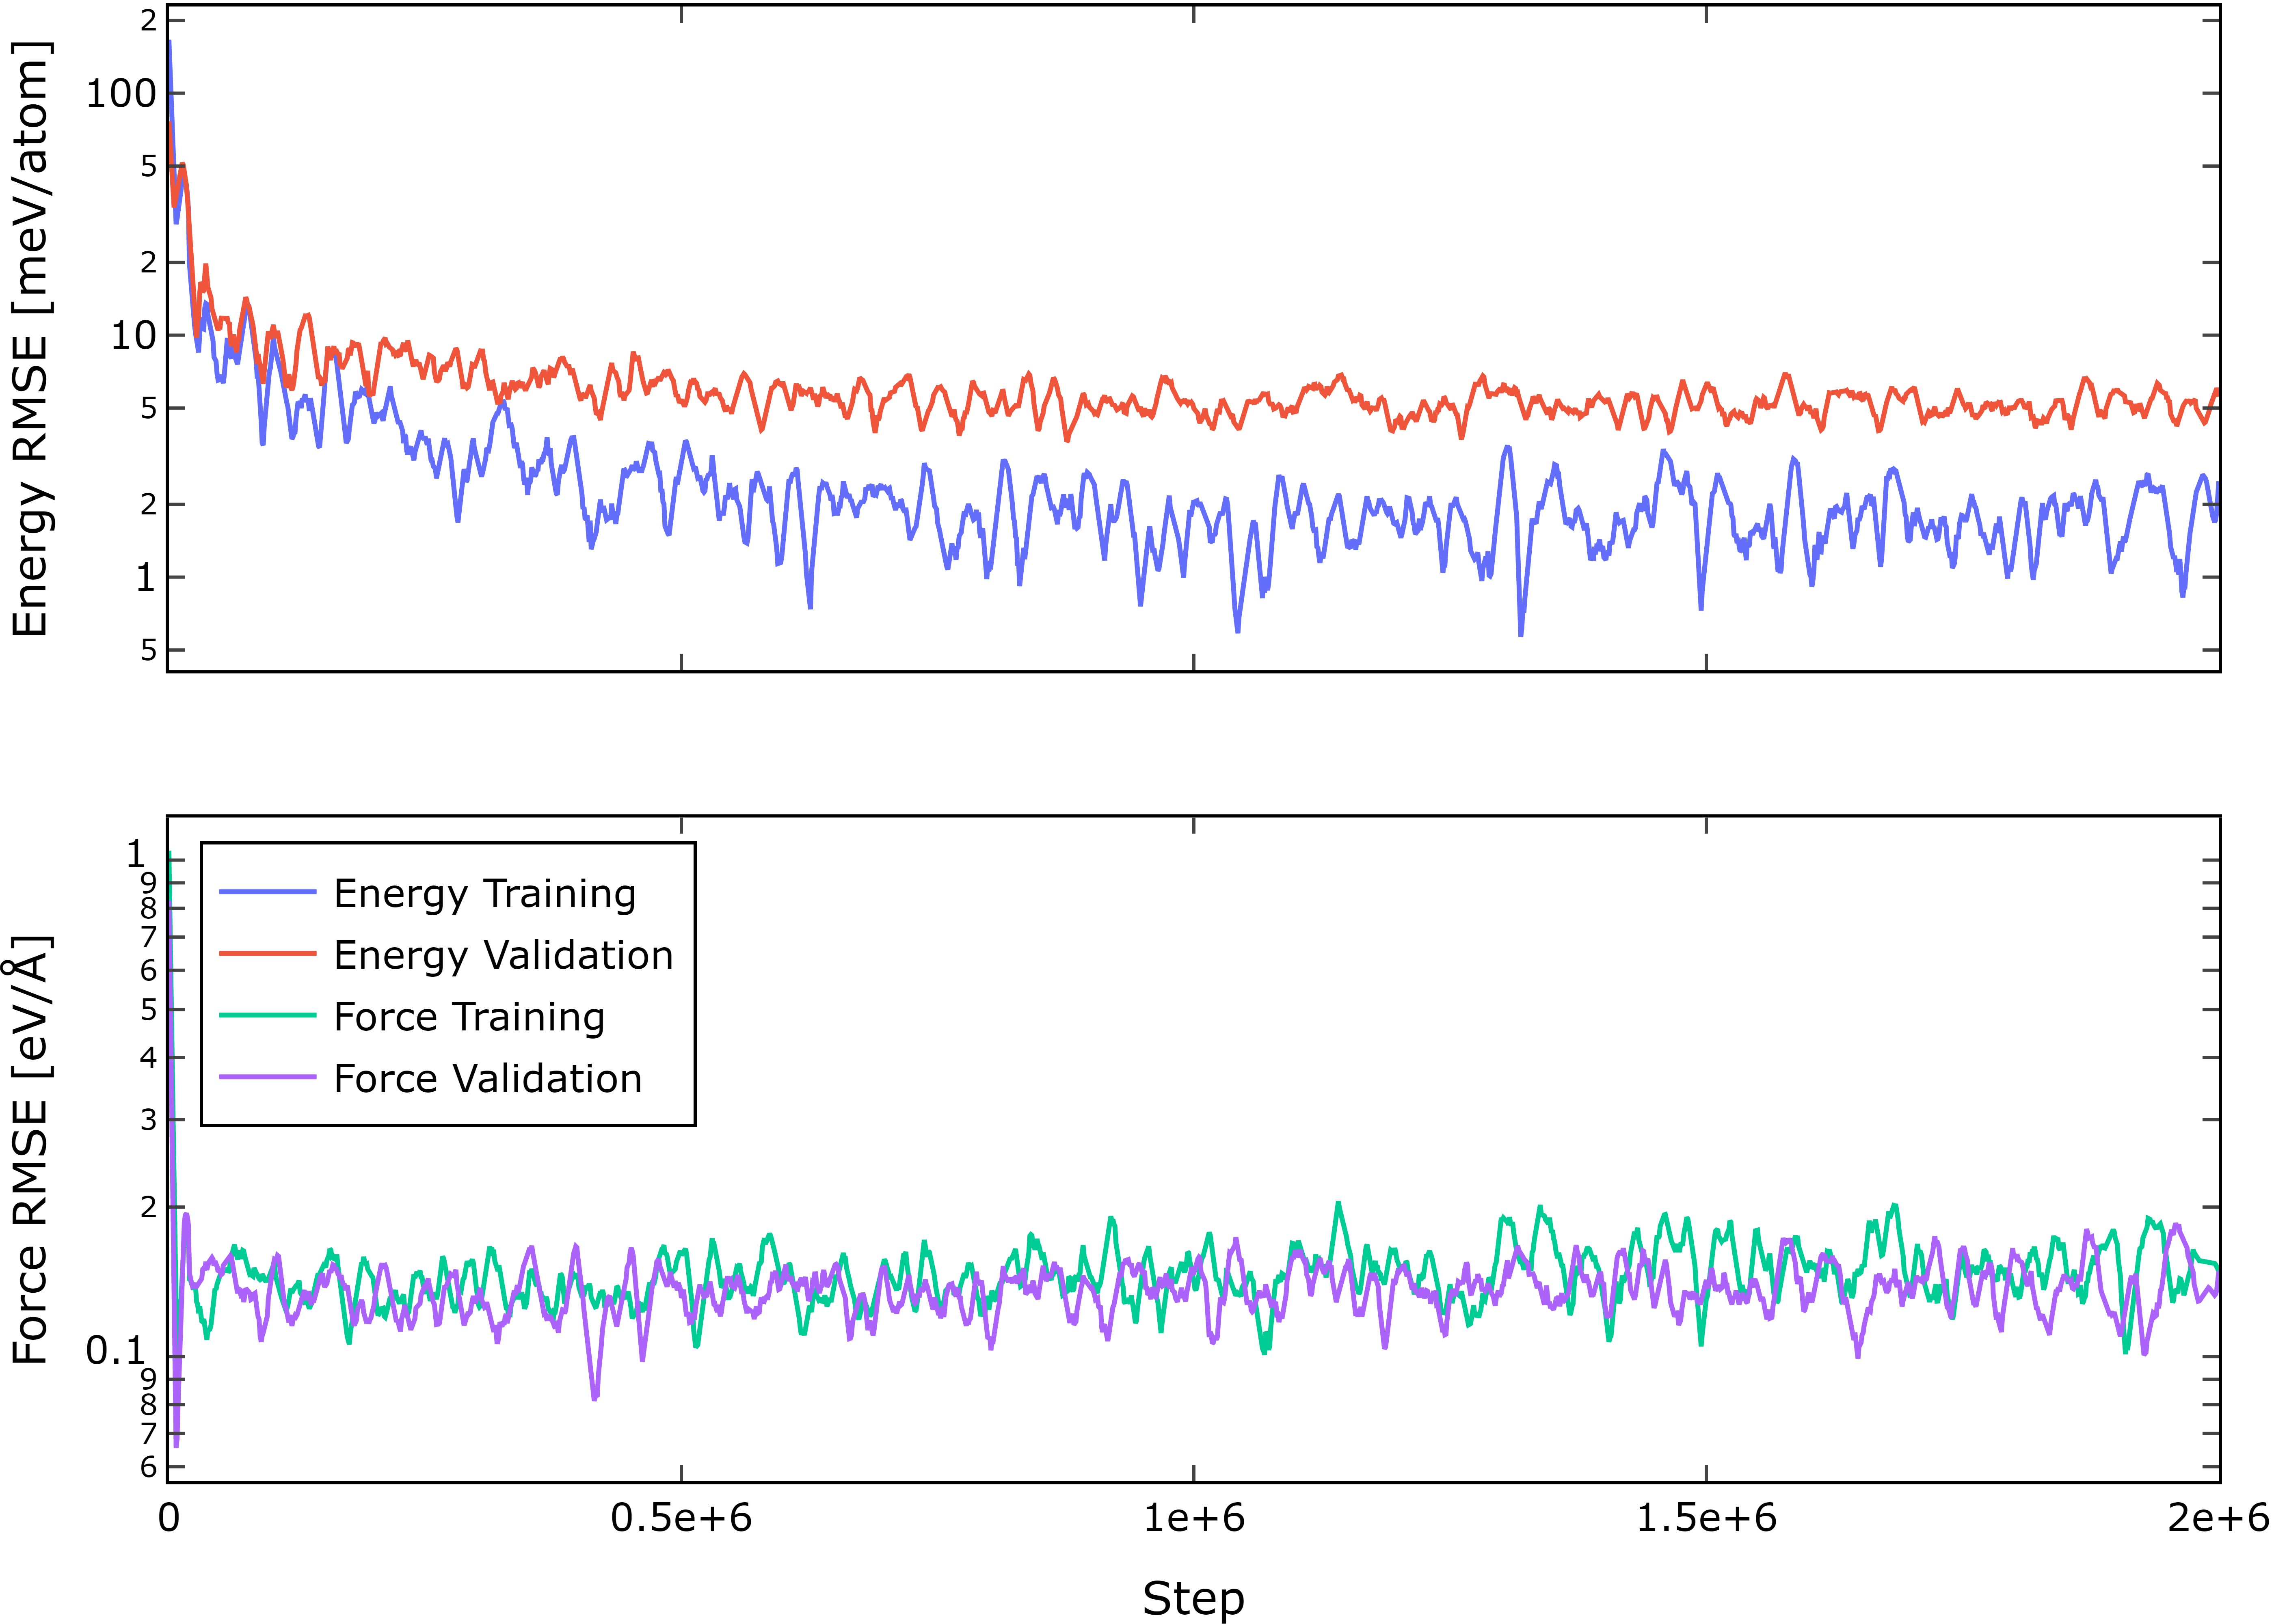 Energy RMSE [meV/atom]
2
100
5
2
10
5
2
1
5
Force RMSE [eV/Å]
1
9
8
7
6
5
4
3
2
0.1
9
8
7
6
Energy Training
Energy Validation
Force Training
Force Validation
0 0.5e+6 1e+6 1.5e+6 2e+6
Step